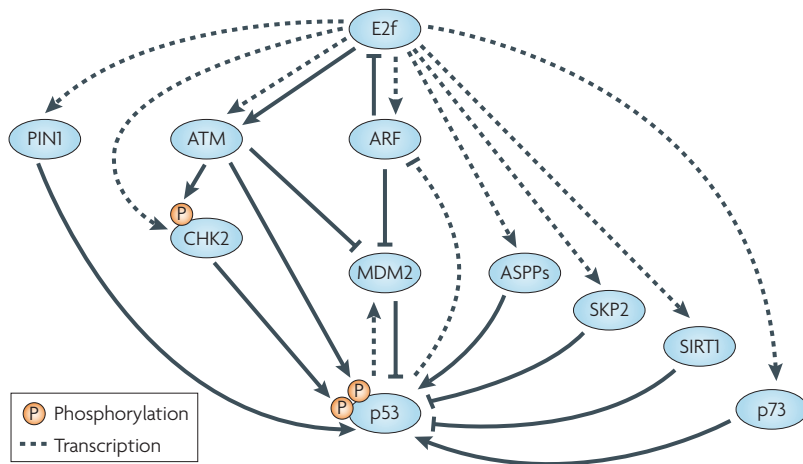 E2f
PIN1
ATM
ARF
P
CHK2
MDM2
ASPPs
SKP2
SIRT1
P
P
p53
p73
P Phosphorylation
Transcription